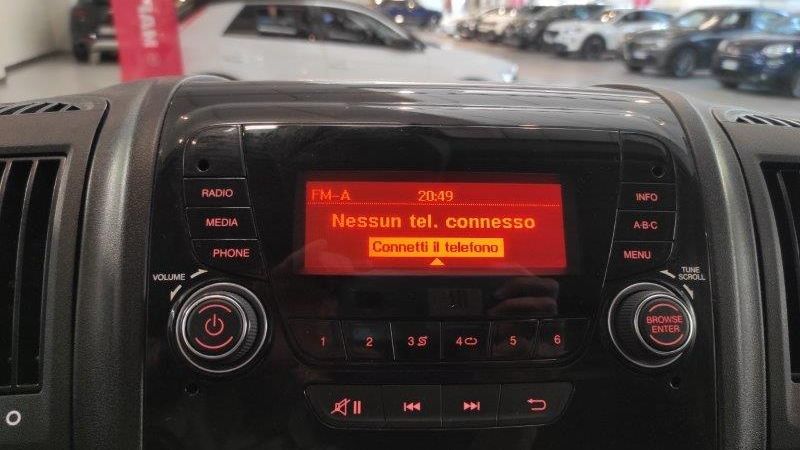 FM-A 20:49
Nessun tel. connesso
Connetti il telefono
RADIO
MEDIA
PHONE
VOLUME
INFO
A-B-C
MENU
TUNE
SCROLL
BROWSE
ENTER
1 2 3 4 5 6